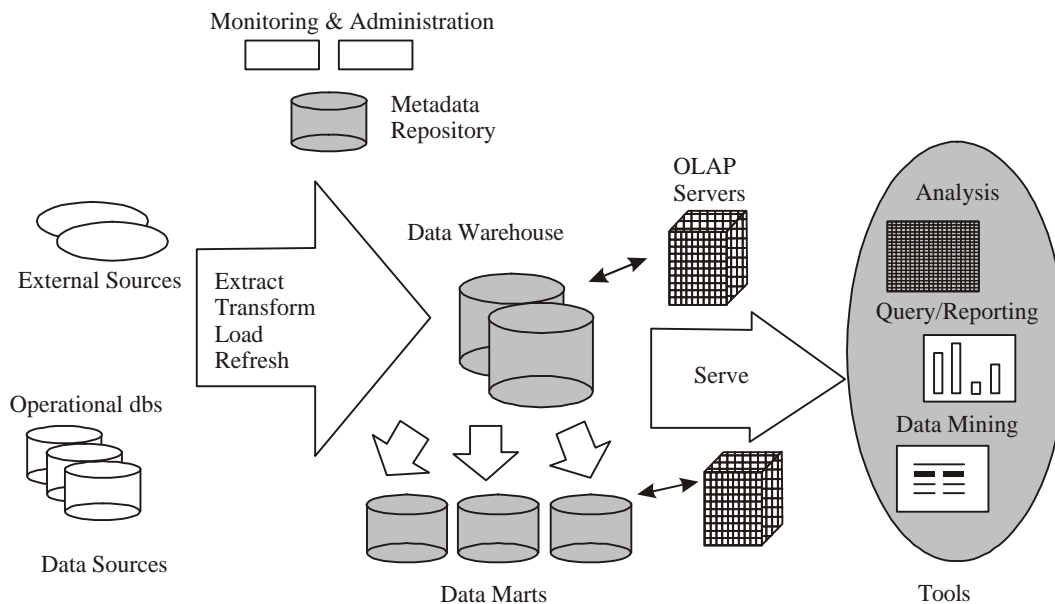 Monitoring & Administration
Metadata
Repository
OLAP
Servers
Analysis
Data Warehouse
External Sources
Extract
Transform
Load
Refresh
Query/Reporting
Serve
Operational dbs
Data Mining
Data Sources
Data Marts
Tools